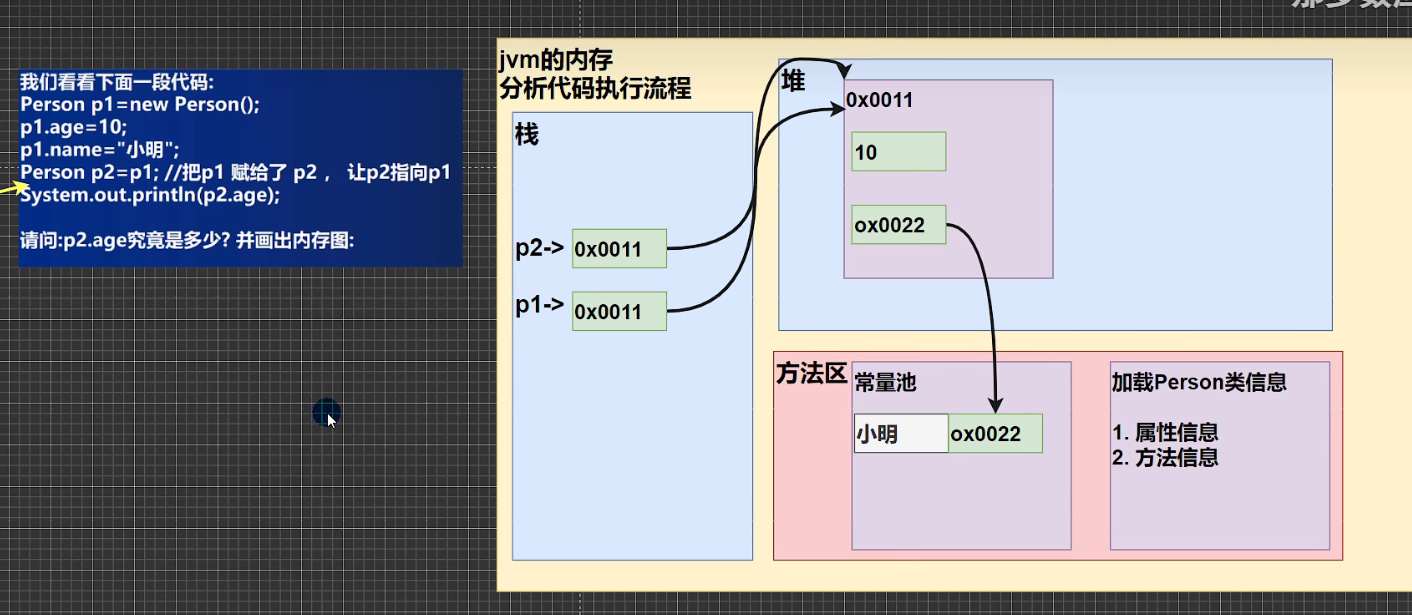 我们看看下面一段代码:
Person p1=new Person();
p1.age=10;
p1.name="小明";
Person p2=p1; //把p1 赋给了 p2 ， 让p2指向p1
System.out.println(p2.age);
请问:p2.age究竟是多少? 并画出内存图:
jvm的内存
分析代码执行流程
栈
p2-> 0x0011
p1-> 0x0011
堆
0x0011
10
ox0022
方法区
常量池
小明 ox0022
加载Person类信息
1. 属性信息
2. 方法信息